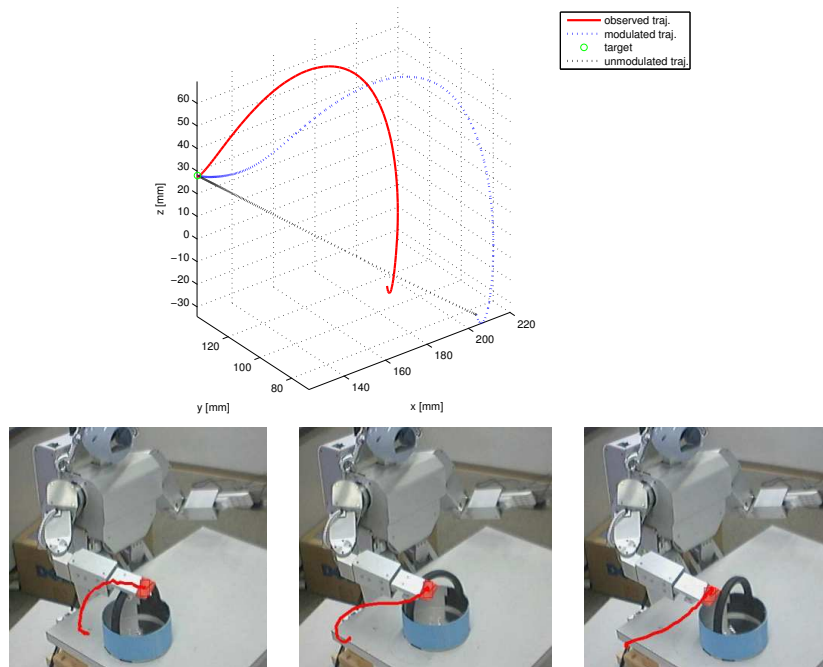 observed traj.
modulated traj.
target
unmodulated traj.
60
50
40
30
20
10
0
−10
−20
−30
z [mm]
120
100
80
y [mm]
140
160
180
200
220
x [mm]